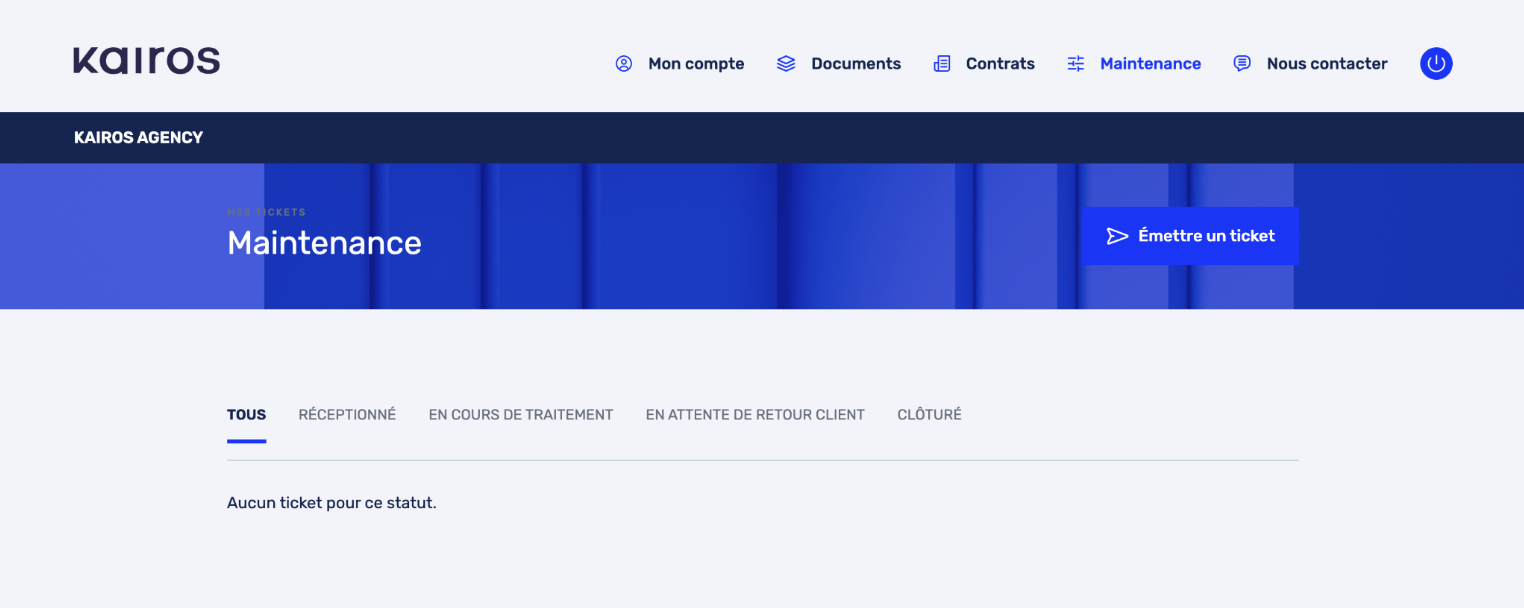 kairos
Mon compte
Documents
Contrats
Maintenance
Nous contacter
KAIROS AGENCY
MES TICKETS
Maintenance
Émettre un ticket
TOUS
RÉCEPTIONNÉ
EN COURS DE TRAITEMENT
EN ATTENTE DE RETOUR CLIENT
CLÔTURÉ
Aucun ticket pour ce statut.